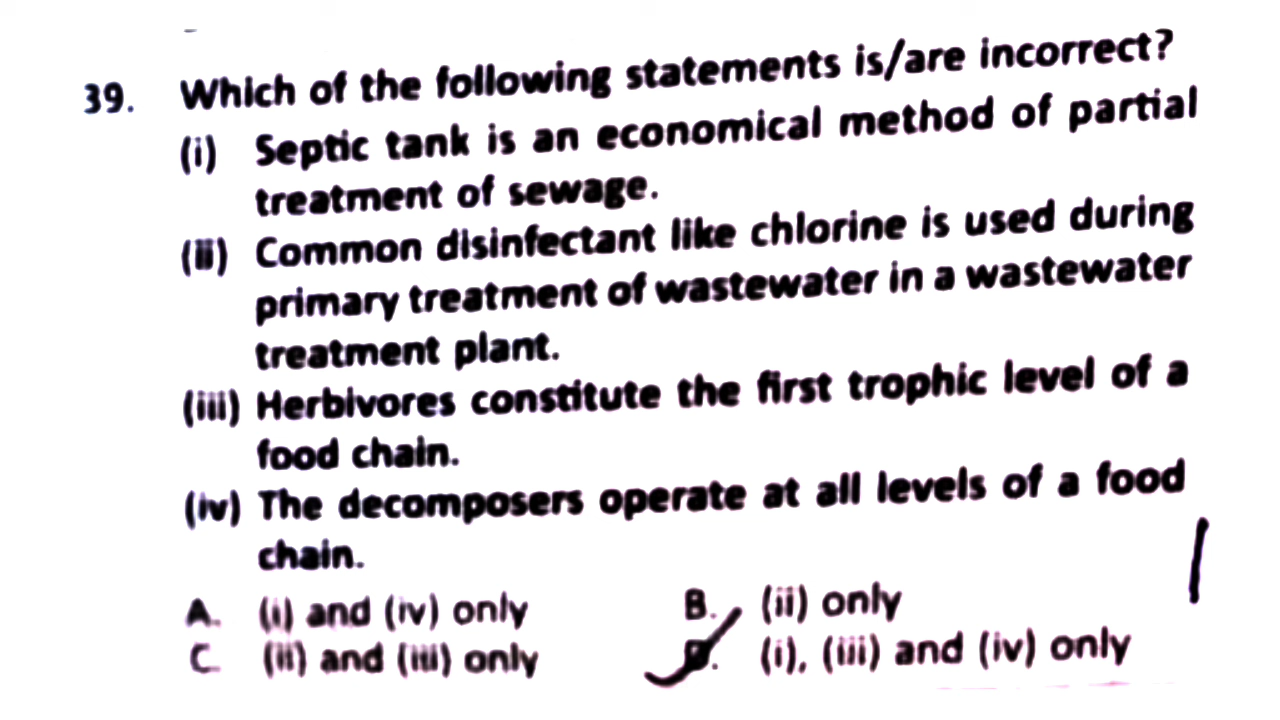 39. Which of the following statements is/are incorrect?
(i) Septic tank is an economical method of partial
treatment of sewage.
(ii) Common disinfectant like chlorine is used during
primary treatment of wastewater in a wastewater
treatment plant.
(iii) Herbivores constitute the first trophic level of a
food chain.
(iv) The decomposers operate at all levels of a food
chain.
A. (i) and (iv) only B. (ii) only
C. (ii) and (iii) only D. (i), (iii) and (iv) only